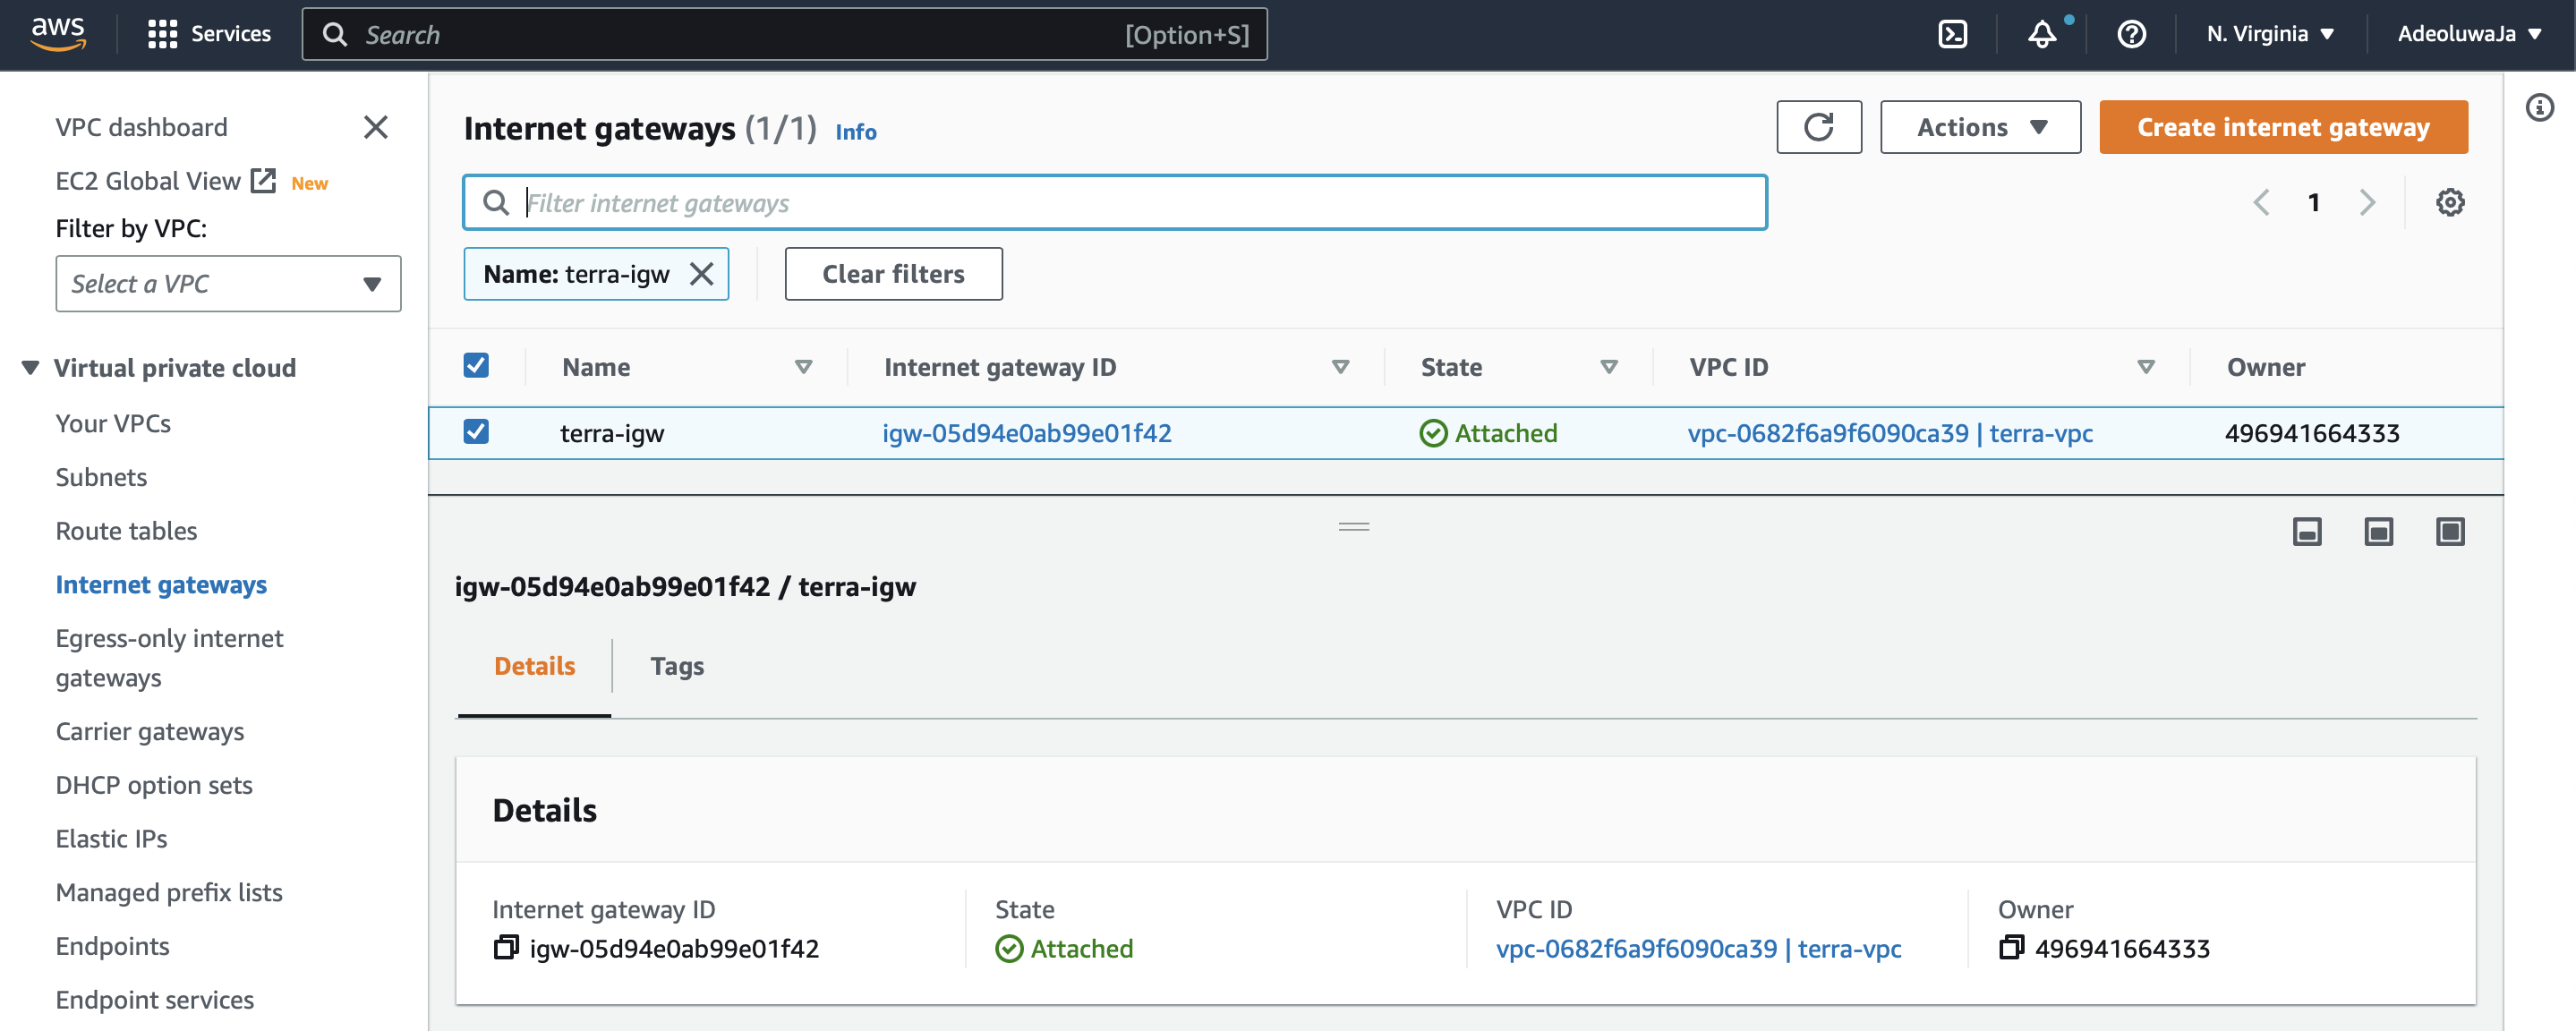 aws
Services
Search
[Option+S]
N. Virginia
AdeoluwaJa
VPC dashboard
EC2 Global View New
Filter by VPC:
Select a VPC
Virtual private cloud
Your VPCs
Subnets
Route tables
Internet gateways
Egress-only internet
gateways
Carrier gateways
DHCP option sets
Elastic IPs
Managed prefix lists
Endpoints
Endpoint services
Internet gateways (1/1) Info
Actions
Create internet gateway
Filter internet gateways
1
Name: terra-igw
Clear filters
Name Internet gateway ID State VPC ID Owner
terra-igw igw-05d94e0ab99e01f42 Attached vpc-0682f6a9f6090ca39 | terra-vpc 496941664333
igw-05d94e0ab99e01f42 / terra-igw
Details Tags
Details
Internet gateway ID State VPC ID Owner
igw-05d94e0ab99e01f42 Attached vpc-0682f6a9f6090ca39 | terra-vpc 496941664333